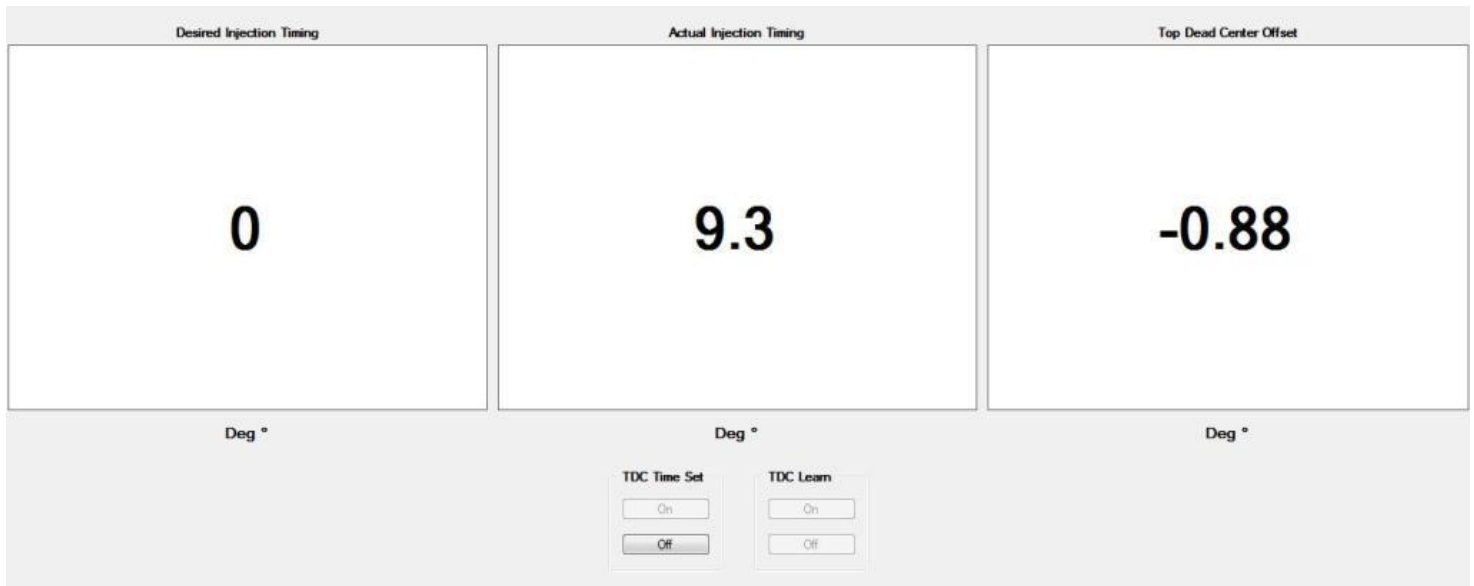 Desired Injection Timing
Actual Injection Timing
Top Dead Center Offset
0
9.3
-0.88
Deg °
Deg °
Deg °
TDC Time Set
TDC Learn
On
On
Off
Off